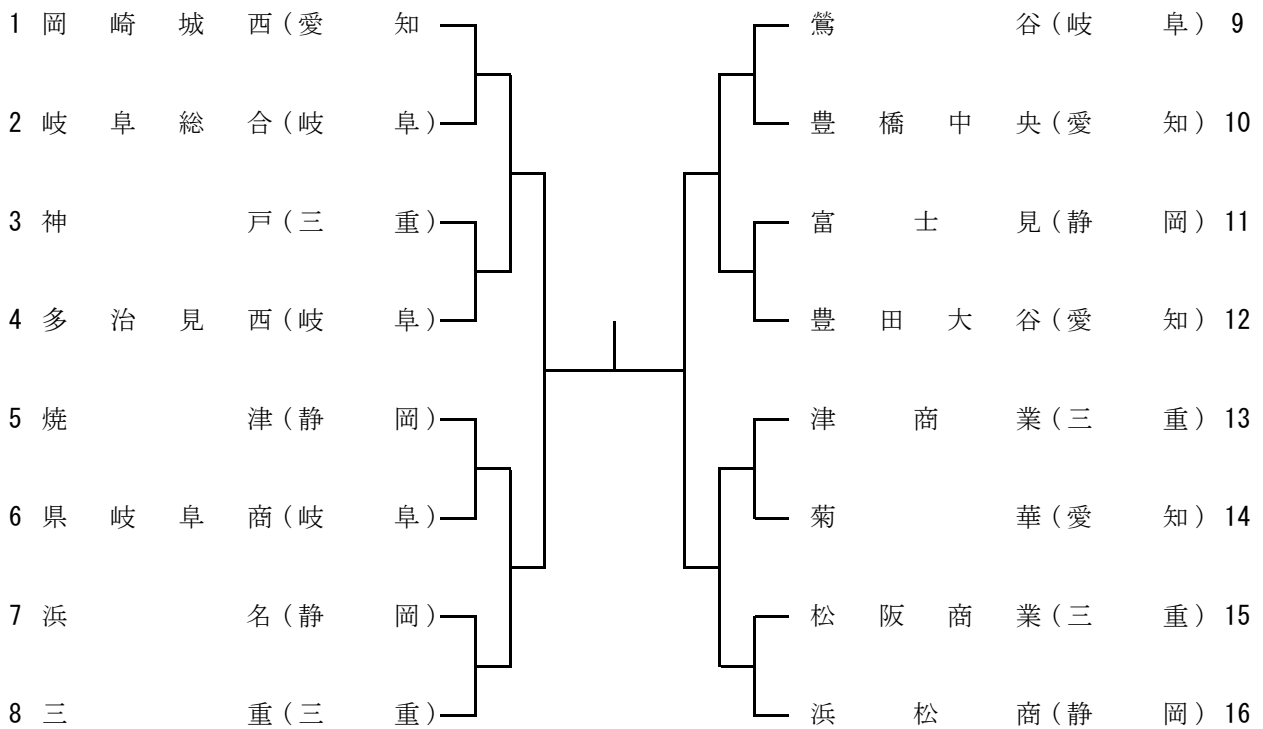 1 岡崎城西(愛知
2 岐阜総合(岐阜)
3 神戸(三重)
4 多治見西(岐阜)
5 焼津(静岡)
6 県岐阜商(岐阜)
7 浜名(静岡)
8 三重(三重)
鶯谷(岐阜) 9
豊橋中央(愛知) 10
富士見(静岡) 11
豊田大谷(愛知) 12
津商業(三重) 13
菊華(愛知) 14
松阪商業(三重) 15
浜松商(静岡) 16